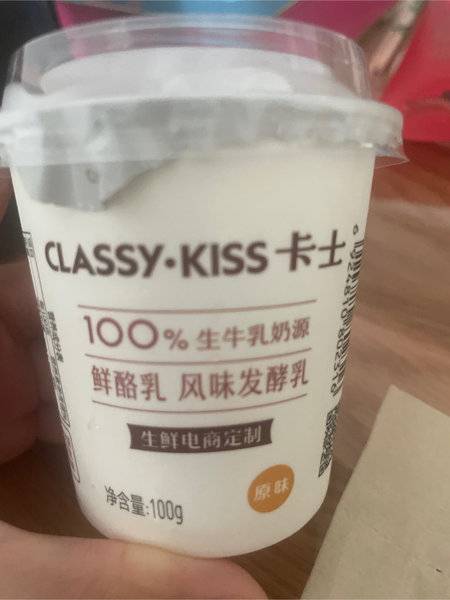 CLASSY·KISS 卡士
100% 生牛乳奶源
鲜酪乳 风味发酵乳
生鲜电商定制
原味
净含量:100g